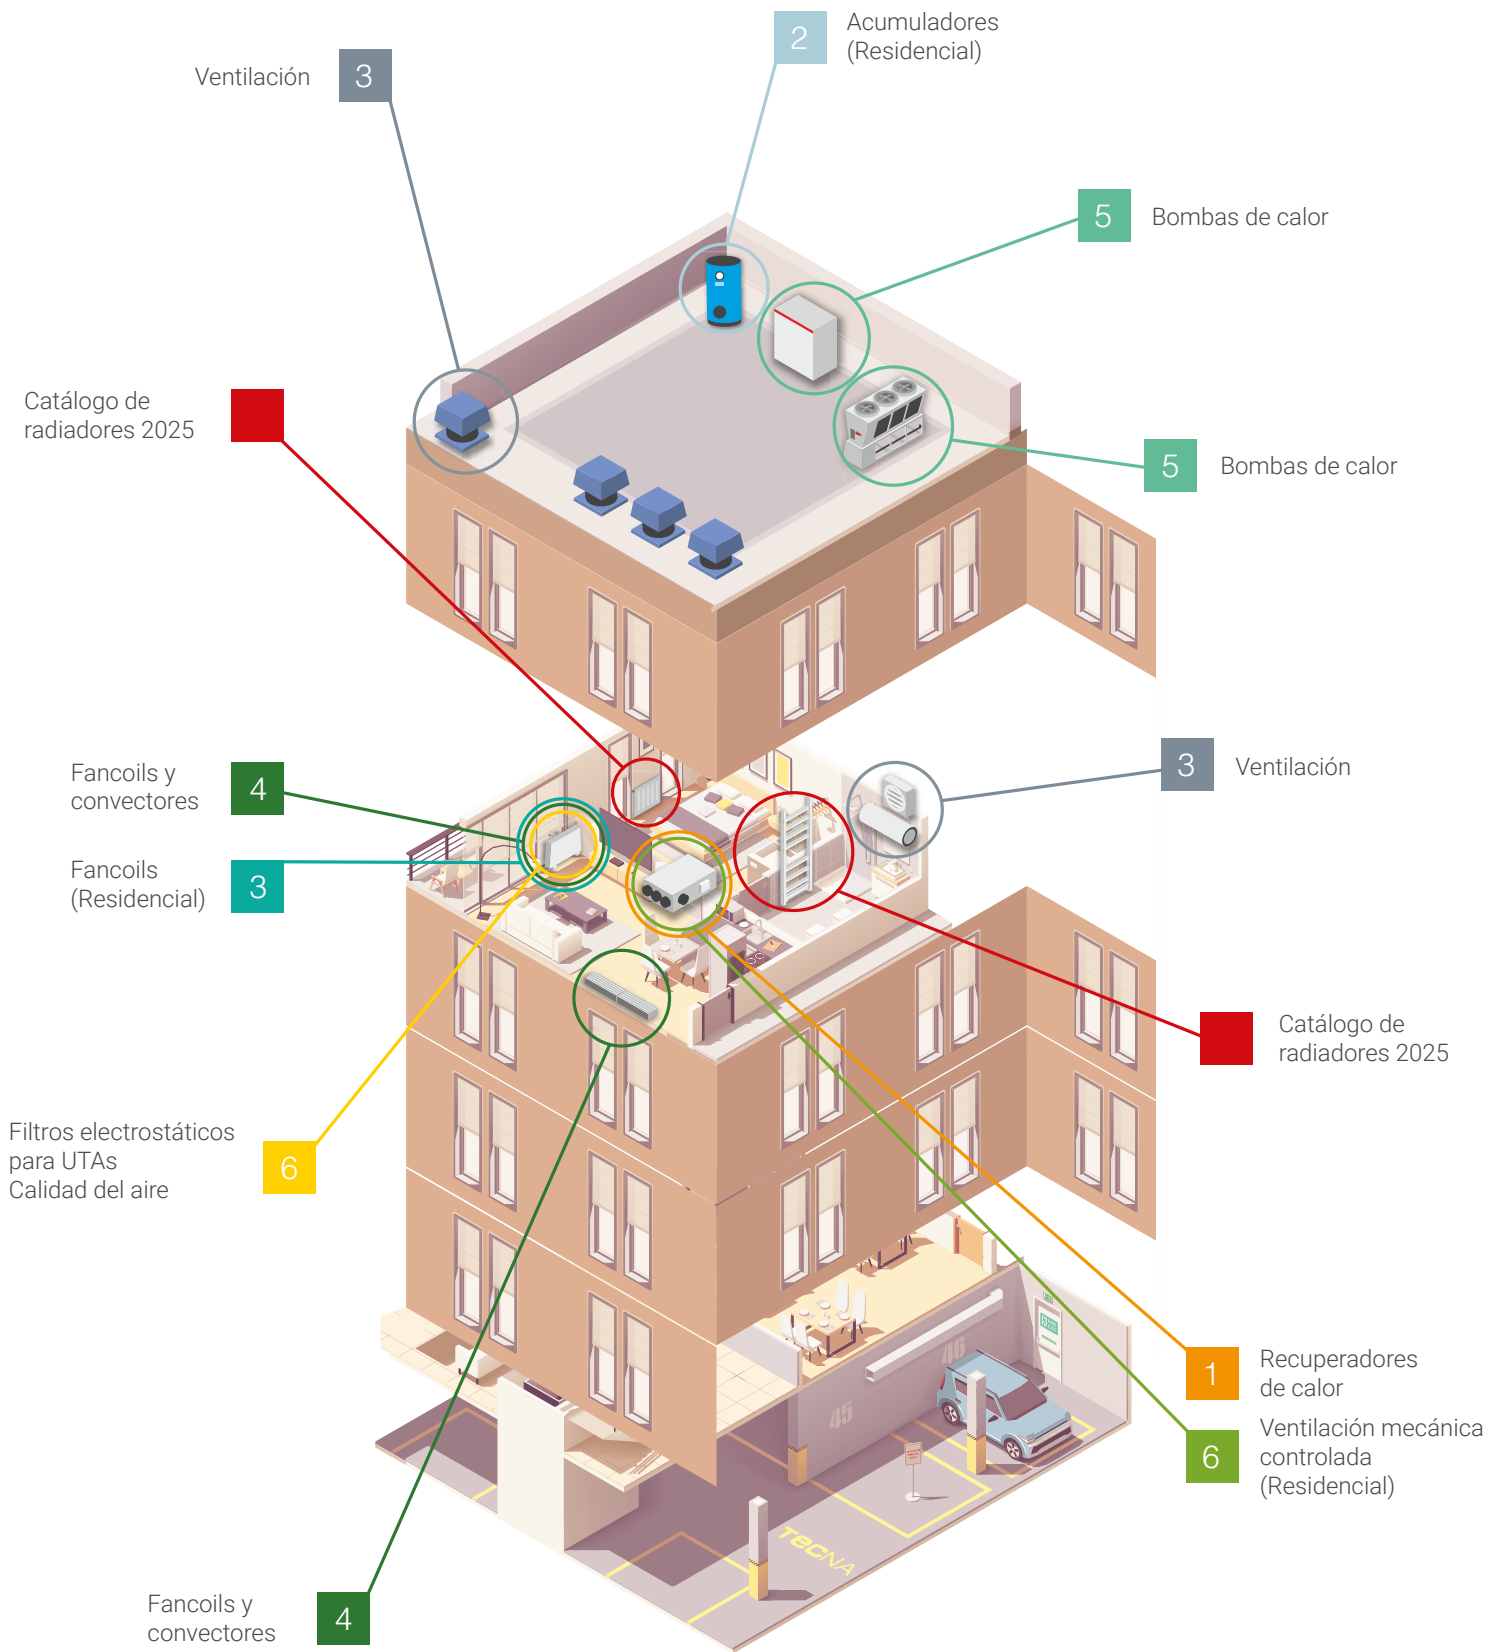 2
Acumuladores
(Residencial)
Ventilación
3
5
Bombas de calor
Catálogo de
radiadores 2025
5
Bombas de calor
Fancoils y
convectores
4
3
Ventilación
Fancoils
(Residencial)
3
Catálogo de
radiadores 2025
Filtros electrostáticos
para UTAs
Calidad del aire
6
1
Recuperadores
de calor
46
45
6
Ventilación mecánica
controlada
(Residencial)
TECNA
Fancoils y
convectores
4